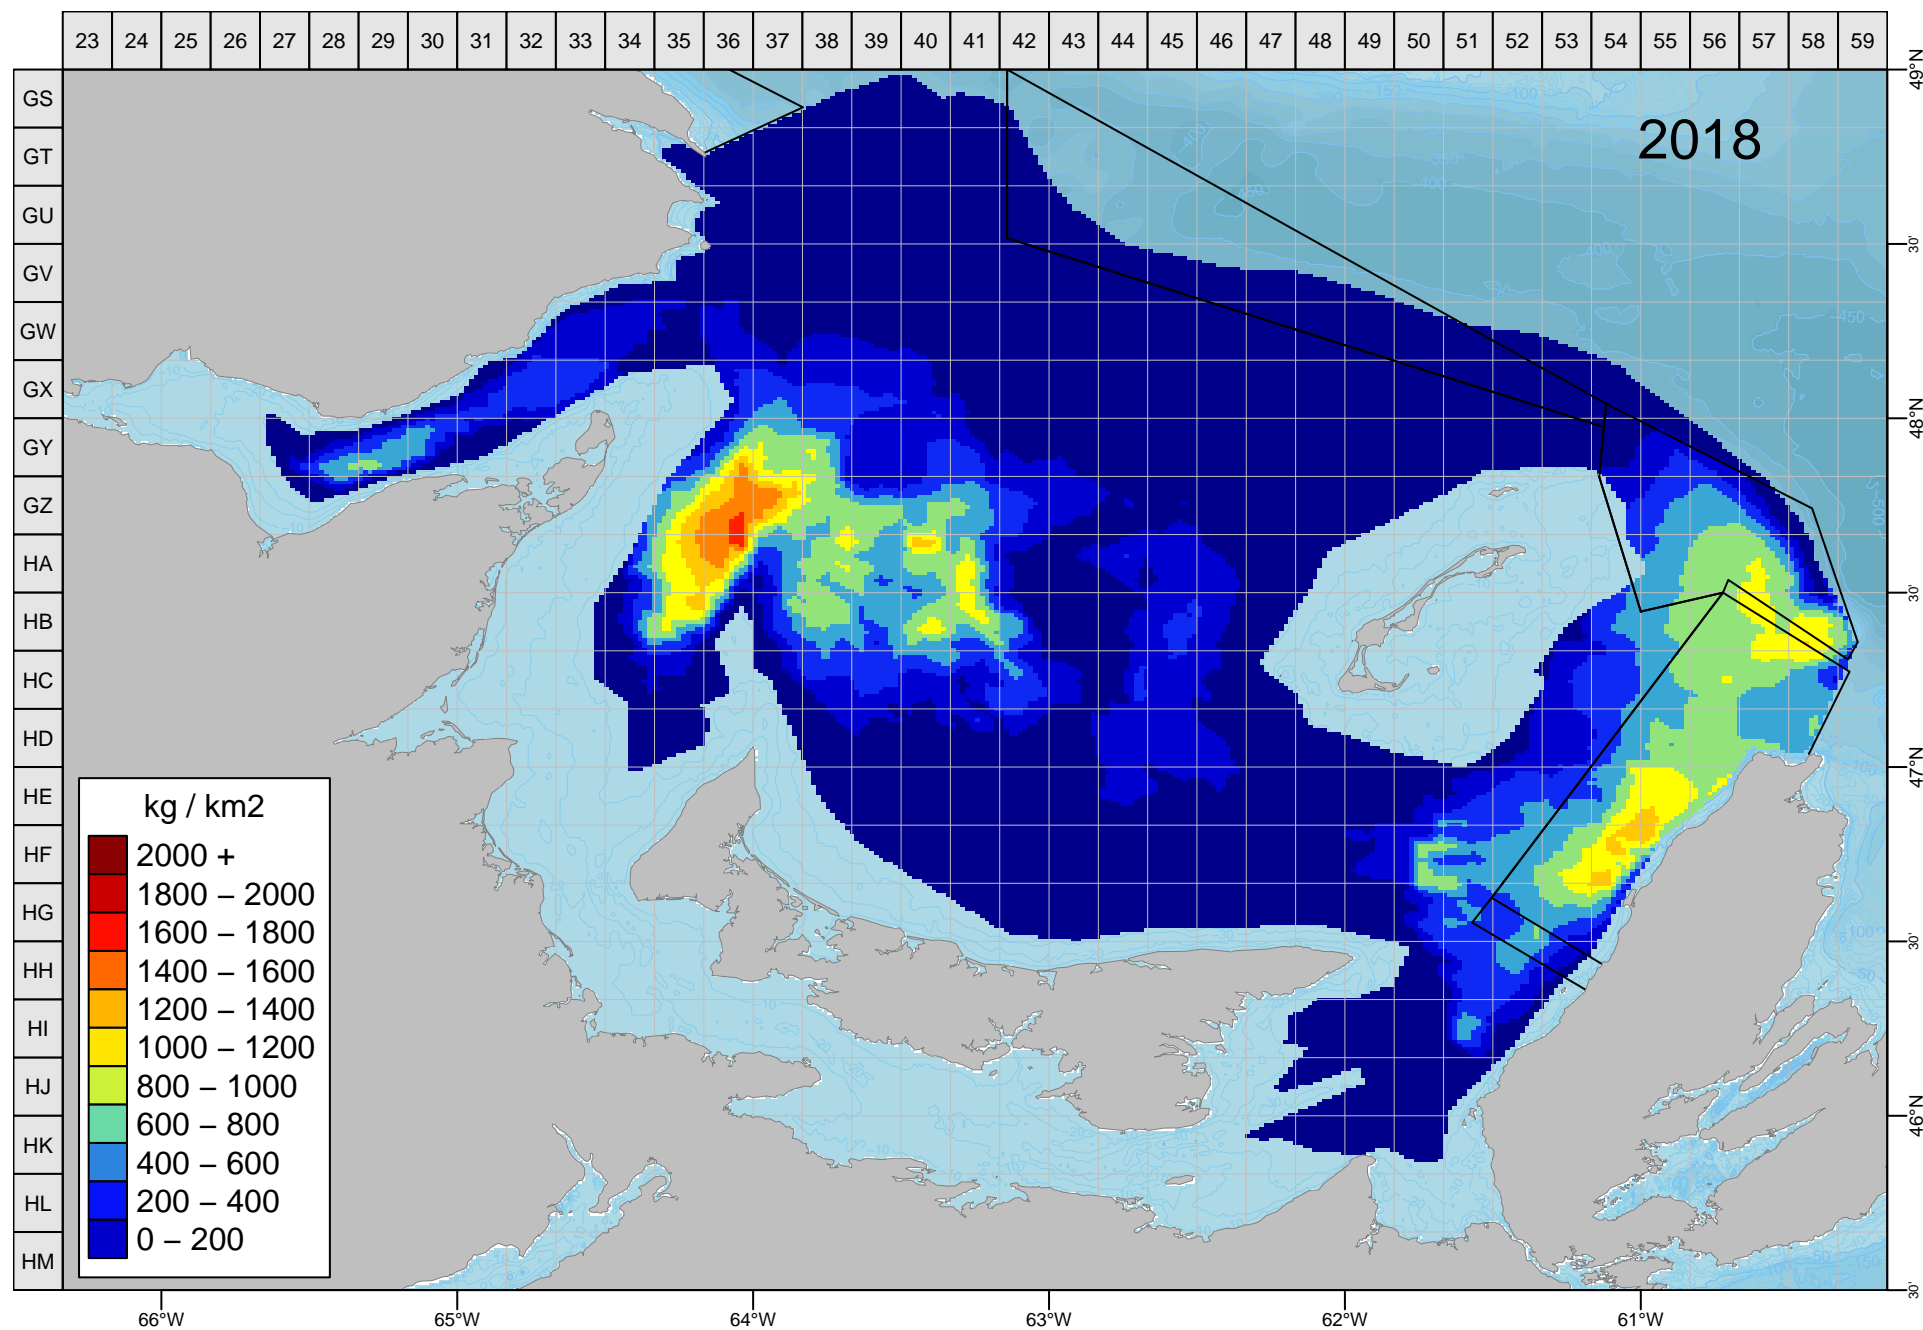 23 24 25 26 27 28 29 30 31 32 33 34 35 36 37 38 39 40 41 42 43 44 45 46 47 48 49 50 51 52 53 54 55 56 57 58 59
49°N
GS
GT
2018
GU
30'
GV
GW
GX
48°N
GY
GZ
HA
30'
HB
HC
HD
47°N
HE
HF
HG
30'
HH
HI
HJ
46°N
HK
HL
HM
30'
kg / km2
2000 +
1800 – 2000
1600 – 1800
1400 – 1600
1200 – 1400
1000 – 1200
800 – 1000
600 – 800
400 – 600
200 – 400
0 – 200
66°W 65°W 64°W 63°W 62°W 61°W